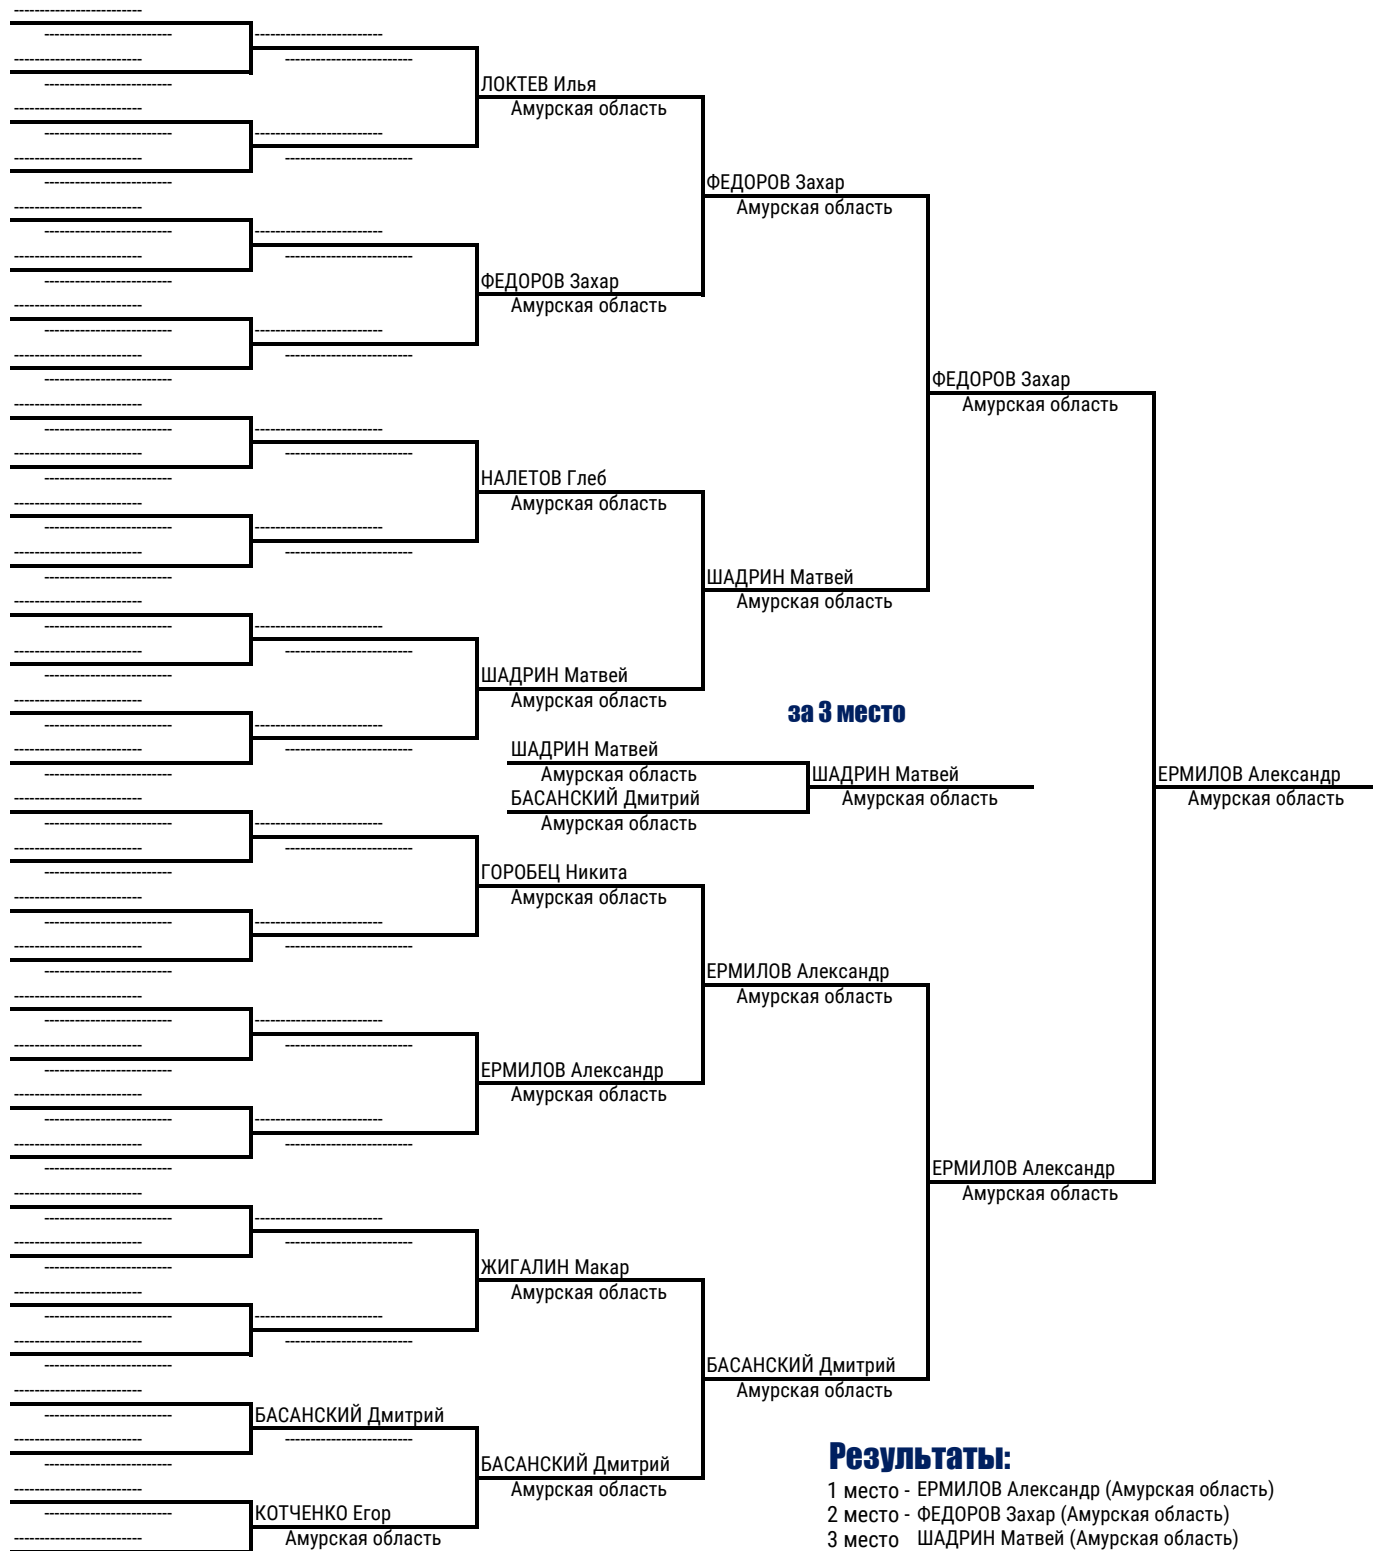 ЛОКТЕВ Илья
Амурская область
ФЕДОРОВ Захар
Амурская область
ФЕДОРОВ Захар
Амурская область
ФЕДОРОВ Захар
Амурская область
НАЛЕТОВ Глеб
Амурская область
ШАДРИН Матвей
Амурская область
ШАДРИН Матвей
Амурская область
за 3 место
ШАДРИН Матвей
Амурская область
БАСАНСКИЙ Дмитрий
Амурская область
ШАДРИН Матвей
Амурская область
ЕРМИЛОВ Александр
Амурская область
ГОРОБЕЦ Никита
Амурская область
ЕРМИЛОВ Александр
Амурская область
ЕРМИЛОВ Александр
Амурская область
ЕРМИЛОВ Александр
Амурская область
ЖИГАЛИН Макар
Амурская область
БАСАНСКИЙ Дмитрий
Амурская область
БАСАНСКИЙ Дмитрий
БАСАНСКИЙ Дмитрий
Амурская область
КОТЧЕНКО Егор
Амурская область
Результаты:
1 место - ЕРМИЛОВ Александр (Амурская область)
2 место - ФЕДОРОВ Захар (Амурская область)
3 место ШАДРИН Матвей (Амурская область)